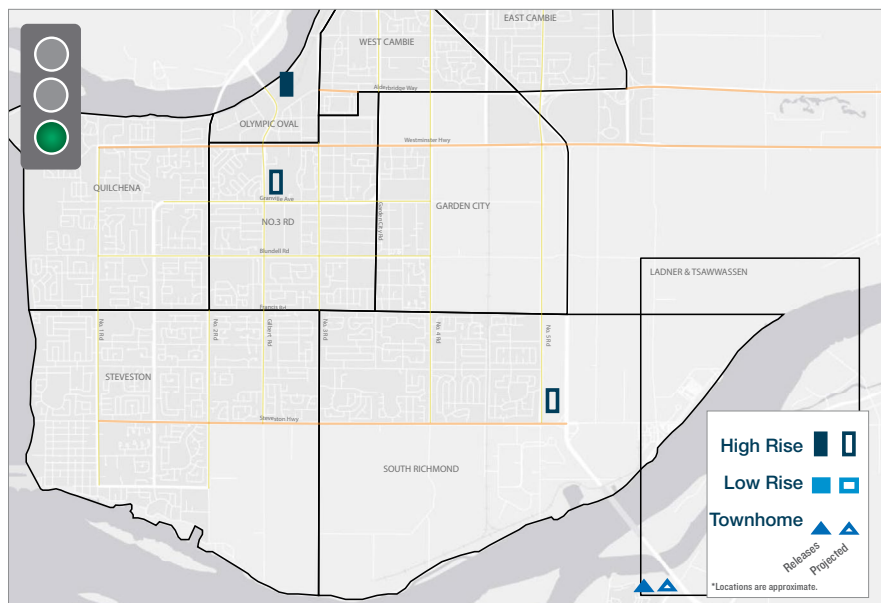 EAST CAMBIE
WEST CAMBIE
Alderbridge Way
OLYMPIC OVAL
Westminster Hwy
QUILCHENA
Granville Ave
GARDEN CITY
Garden City Rd
NO.3 RD
Blundell Rd
LADNER & TSAWWASSEN
Francis Rd
No. 1 Rd
No. 2 Rd
Gilbert Rd
No. 3 Rd
No. 4 Rd
No. 5 Rd
STEVESTON
Steveston Hwy
SOUTH RICHMOND
High Rise
Low Rise
Townhome
Releases
Projected
*Locations are approximate.